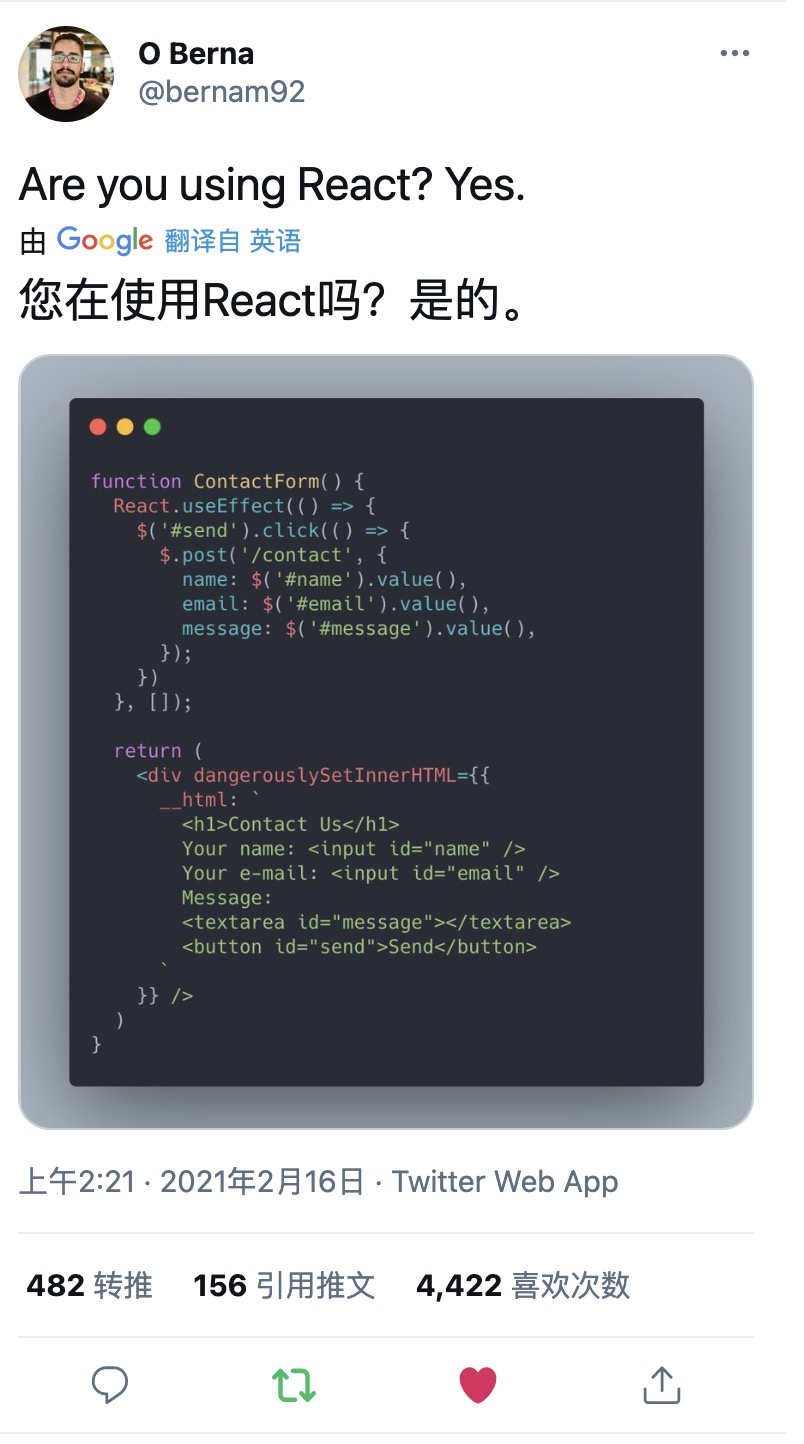 O Berna
@bernam92
Are you using React? Yes.
由 Google 翻译自 英语
您在使用React吗？是的。
function ContactForm() {
  React.useEffect(() => {
    $('#send').click(() => {
      $.post('/contact', {
        name: $('#name').value(),
        email: $('#email').value(),
        message: $('#message').value(),
      });
    })
  }, []);

  return (
    <div dangerouslySetInnerHTML={{
      __html: `
        <h1>Contact Us</h1>
        Your name: <input id="name" />
        Your e-mail: <input id="email" />
        Message:
        <textarea id="message"></textarea>
        <button id="send">Send</button>
      `
    }} />
  )
}
上午2:21 · 2021年2月16日 · Twitter Web App
482 转推 156 引用推文 4,422 喜欢次数